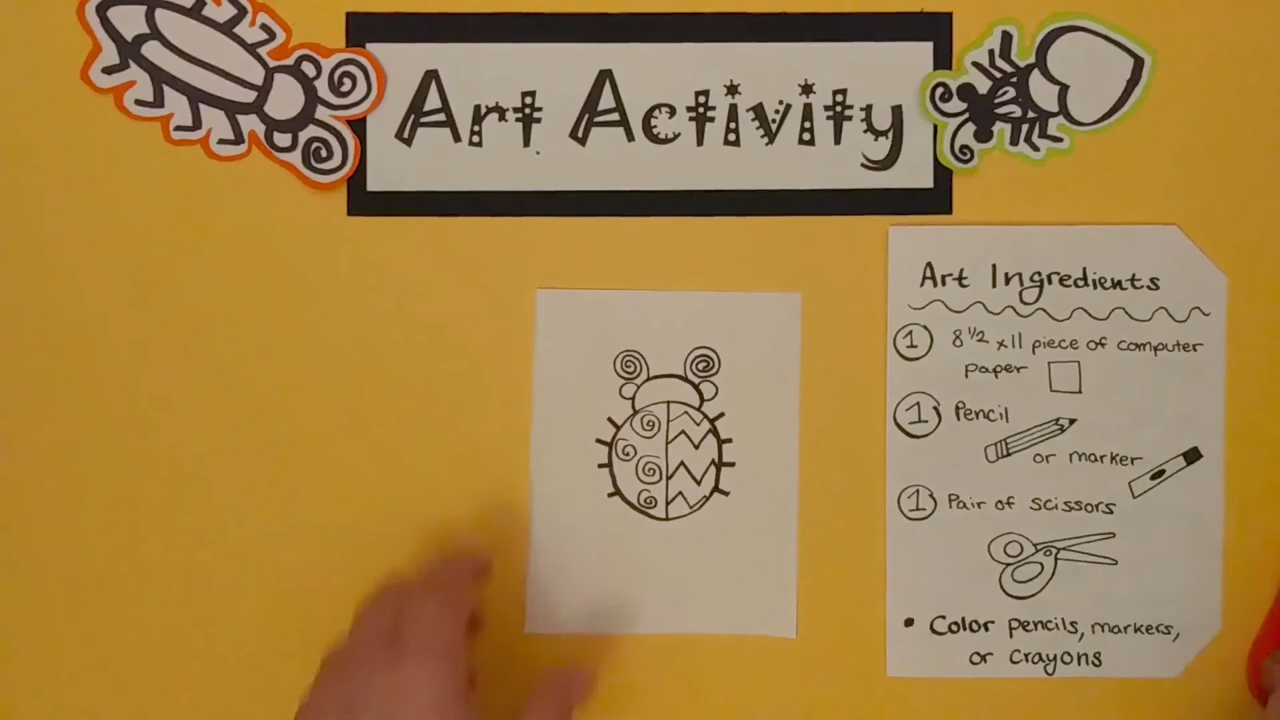 Art Activity
Art Ingredients
1 8 1/2 x 11 piece of computer
paper
1 Pencil
or marker
1 Pair of scissors
• Color pencils, markers,
or crayons